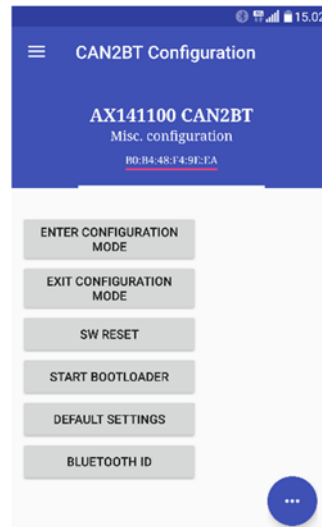 15.02
CAN2BT Configuration
AX141100 CAN2BT
Misc. configuration
B0:B4:48:F4:9E:EA
ENTER CONFIGURATION
MODE
EXIT CONFIGURATION
MODE
SW RESET
START BOOTLOADER
DEFAULT SETTINGS
BLUETOOTH ID